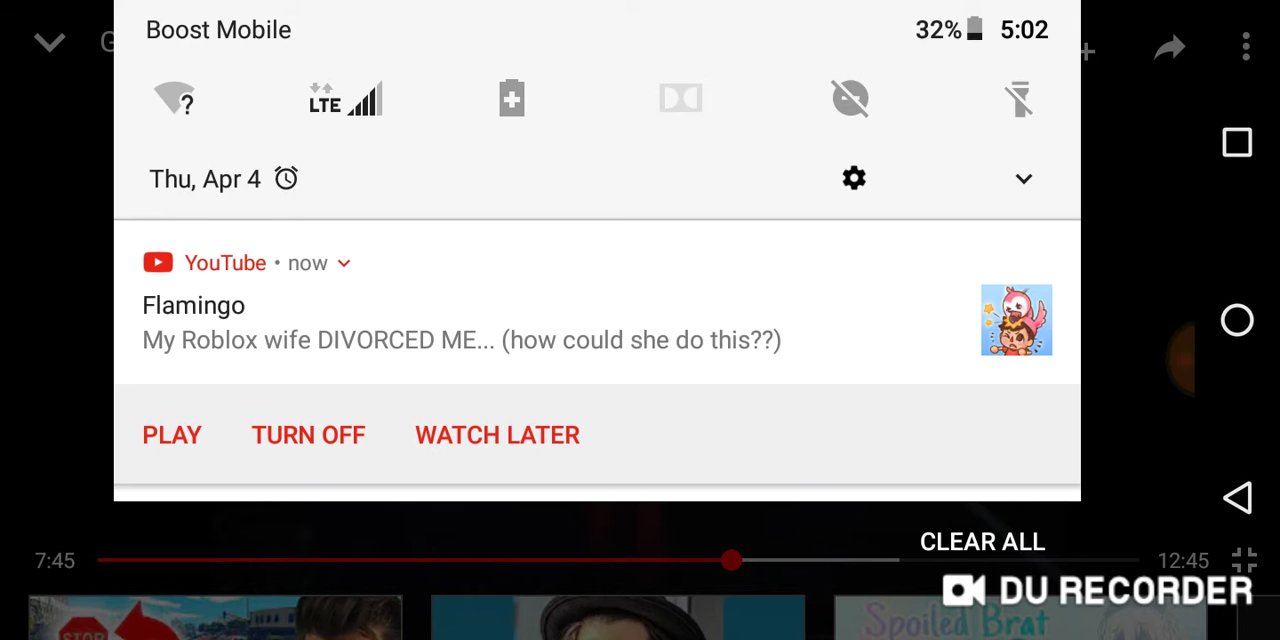 Boost Mobile
32% 5:02
G
?
LTE
Thu, Apr 4
YouTube • now
Flamingo
My Roblox wife DIVORCED ME... (how could she do this??)
PLAY TURN OFF WATCH LATER
CLEAR ALL
7:45 12:45
DU RECORDER
STOP
Spoiled Brat